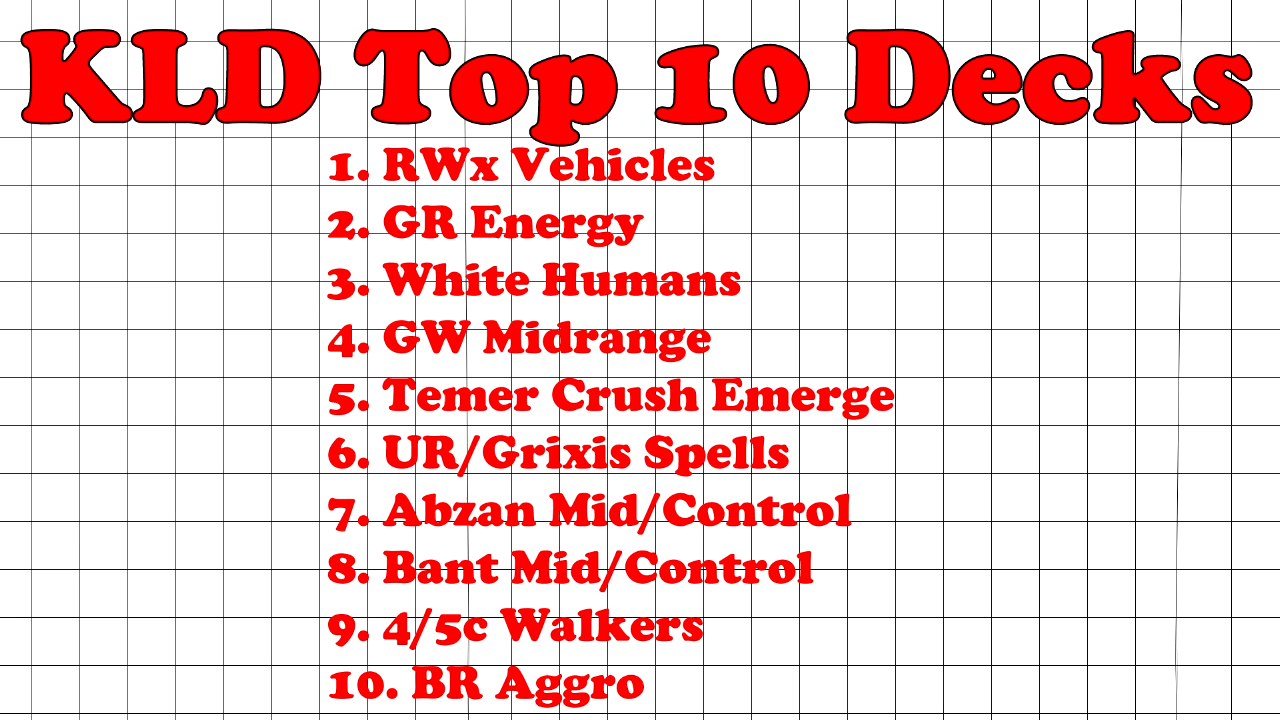 KLD Top 10 Decks
1. RWx Vehicles
2. GR Energy
3. White Humans
4. GW Midrange
5. Temer Crush Emerge
6. UR/Grixis Spells
7. Abzan Mid/Control
8. Bant Mid/Control
9. 4/5c Walkers
10. BR Aggro